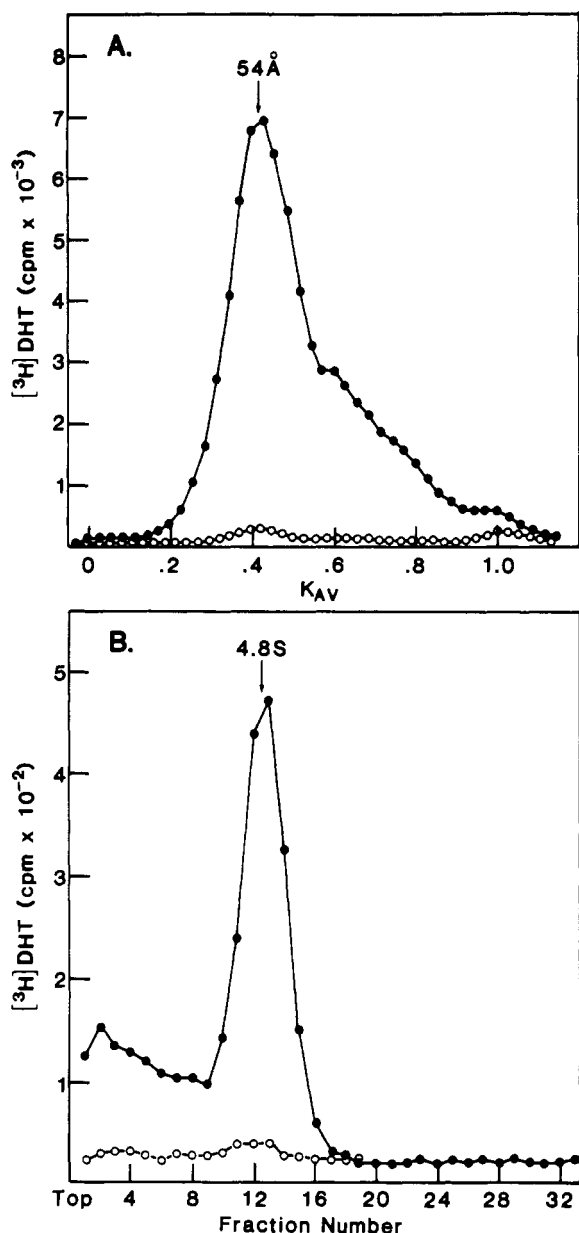 A.
54Å
8
7
6
5
4
3
2
1
[³H]DHT (cpm x 10⁻³)
0 .2 .4 .6 .8 1.0
K_AV
B.
4.8S
5
4
3
2
1
[³H]DHT (cpm x 10⁻²)
Top 4 8 12 16 20 24 28 32
Fraction Number